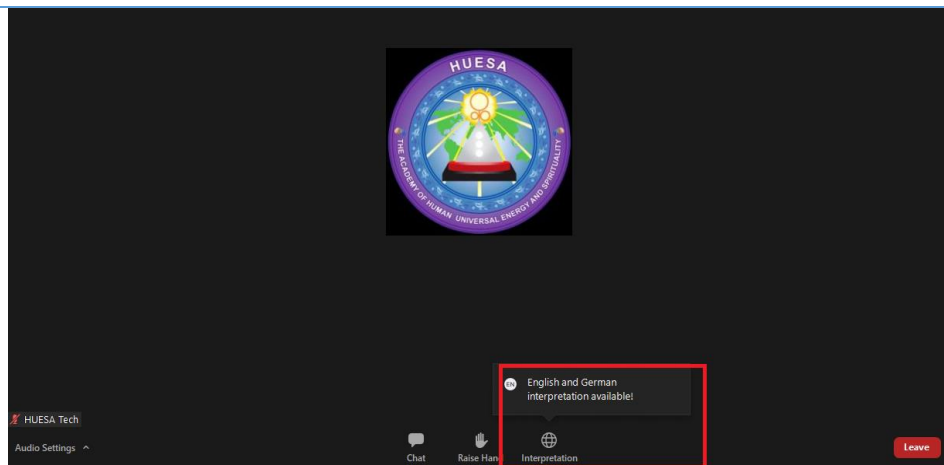 HUESA
THE ACADEMY OF HUMAN UNIVERSAL ENERGY AND SPIRITUALITY
EN English and German
interpretation available!
HUESA Tech
Audio Settings
Chat
Raise Hand
Interpretation
Leave